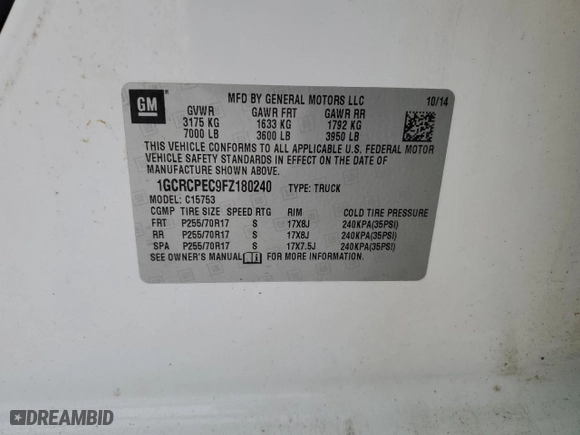 GM
MFD BY GENERAL MOTORS LLC 10/14
GVWR GAWR FRT GAWR RR
3175 KG 1633 KG 1792 KG
7000 LB 3600 LB 3950 LB
THIS VEHICLE CONFORMS TO ALL APPLICABLE U.S. FEDERAL MOTOR
VEHICLE SAFETY STANDARDS IN EFFECT ON THE DATE OF
MANUFACTURE SHOWN ABOVE.
1GCRCPEC9FZ180240 TYPE: TRUCK
MODEL: C15753
CGMP TIRE SIZE SPEED RTG RIM COLD TIRE PRESSURE
FRT P255/70R17 S 17X8J 240KPA(35PSI)
RR P255/70R17 S 17X8J 240KPA(35PSI)
SPA P255/70R17 S 17X7.5J 240KPA(35PSI)
SEE OWNER'S MANUAL FOR MORE INFORMATION.
DREAMBID